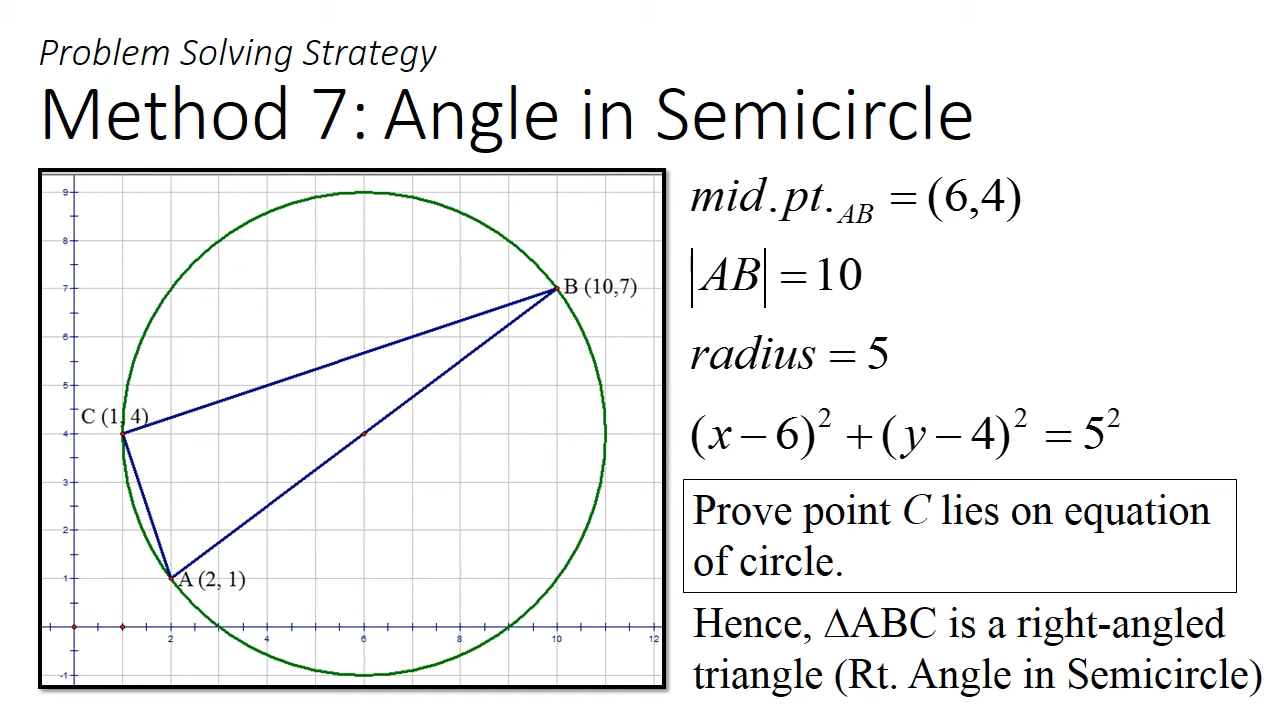 Problem Solving Strategy
Method 7: Angle in Semicircle
9
8
7
6
5
4
3
2
1
-1
2
4
6
8
10
12
B (10,7)
C (1, 4)
A (2, 1)
mid.pt._{AB} = (6,4)
|AB| = 10
radius = 5
(x − 6)² + (y − 4)² = 5²
Prove point C lies on equation
of circle.
Hence, ΔABC is a right-angled
triangle (Rt. Angle in Semicircle)